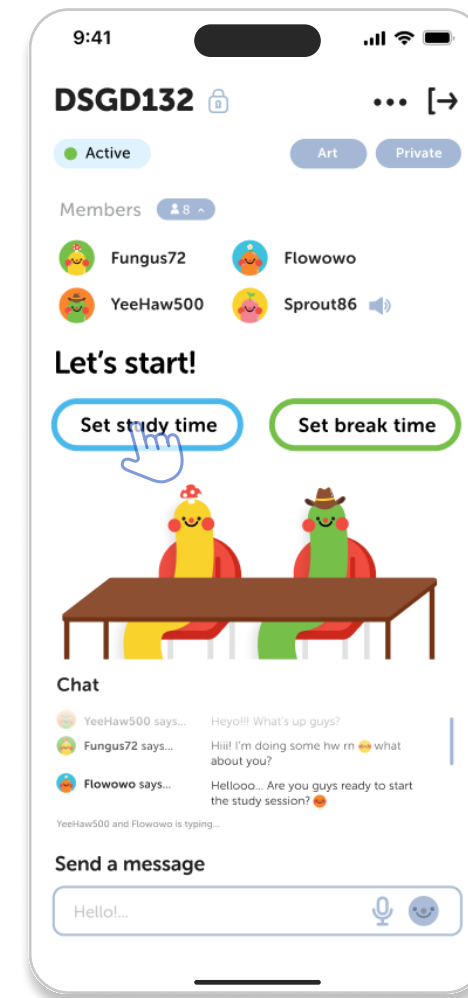 9:41
DSGD132
Active
Art
Private
Members
8
Fungus72
Flowowo
YeeHaw500
Sprout86
Let's start!
Set study time
Set break time
Chat
YeeHaw500 says...
Heyo!!! What's up guys?
Fungus72 says...
Hiii! I'm doing some hw rn what
about you?
Flowowo says...
Hellooo... Are you guys ready to start
the study session?
YeeHaw500 and Flowowo is typing...
Send a message
Hello!...